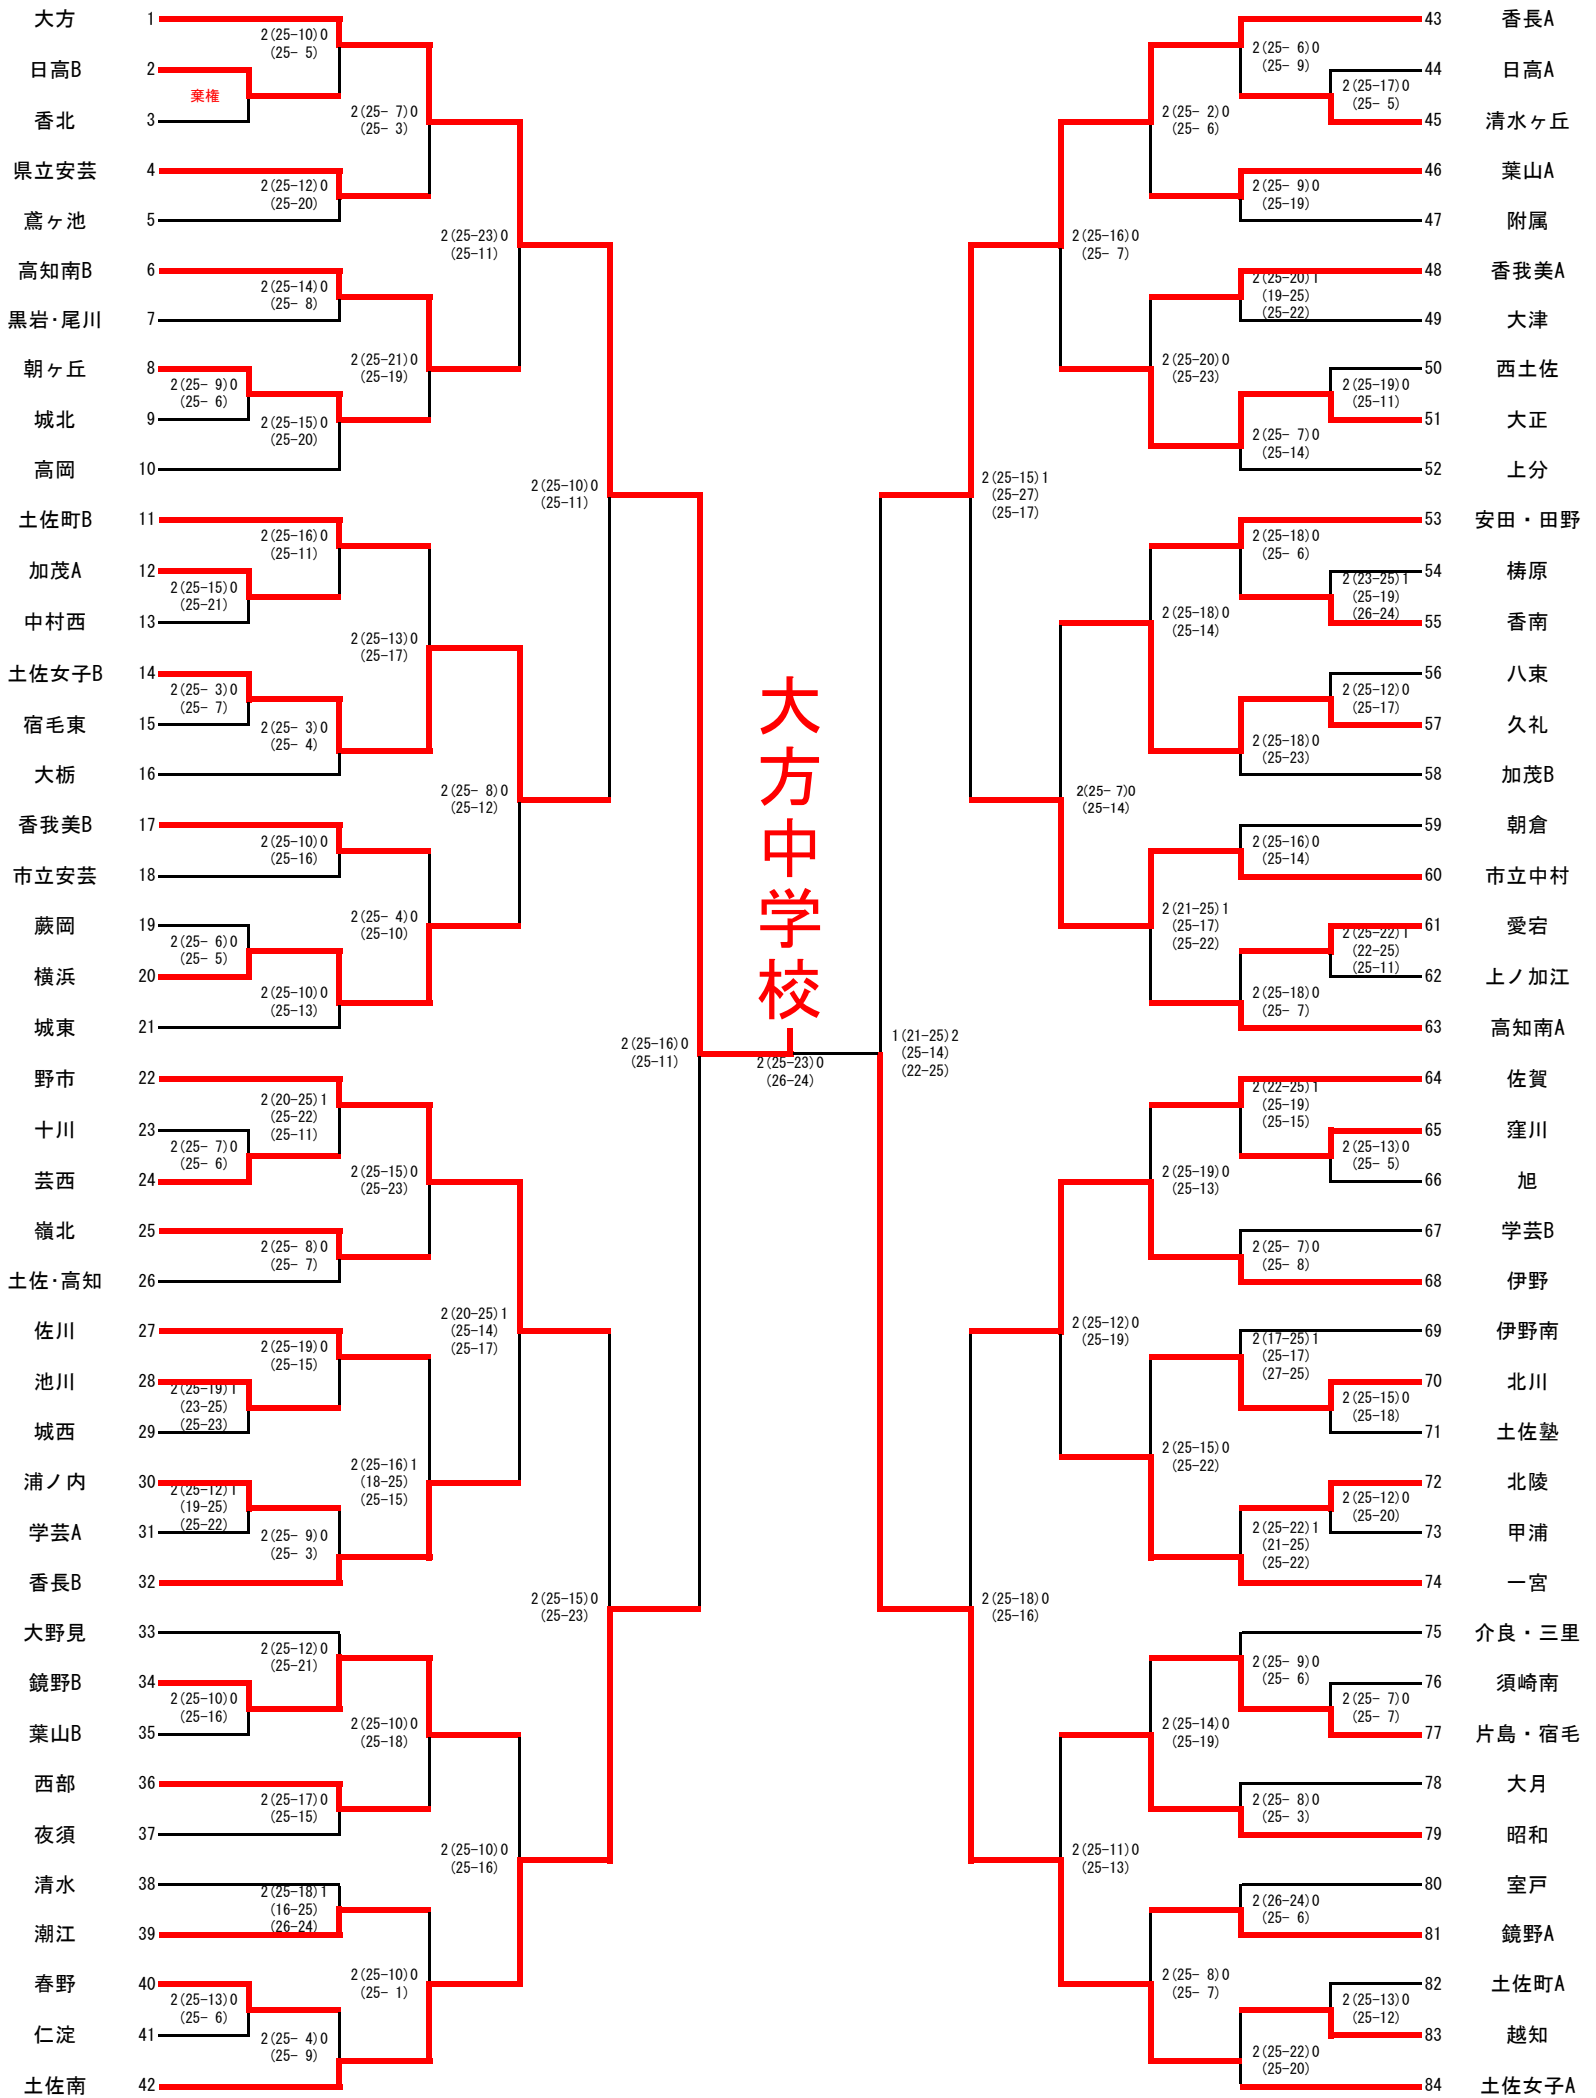 大方 1
日高B 2
香北 3
県立安芸 4
鳶ヶ池 5
高知南B 6
黒岩･尾川 7
朝ヶ丘 8
城北 9
高岡 10
土佐町B 11
加茂A 12
中村西 13
土佐女子B 14
宿毛東 15
大栃 16
香我美B 17
市立安芸 18
蕨岡 19
横浜 20
城東 21
野市 22
十川 23
芸西 24
嶺北 25
土佐･高知 26
佐川 27
池川 28
城西 29
浦ノ内 30
学芸A 31
香長B 32
大野見 33
鏡野B 34
葉山B 35
西部 36
夜須 37
清水 38
潮江 39
春野 40
仁淀 41
土佐南 42
棄権
2(25- 9)0
(25- 6)
2(25-15)0
(25-21)
2(25- 3)0
(25- 7)
2(25- 6)0
(25- 5)
2(25- 7)0
(25- 6)
2(25-19)1
(23-25)
(25-23)
2(25-12)1
(19-25)
(25-22)
2(25-10)0
(25-16)
2(25-13)0
(25- 6)
2(25-10)0
(25- 5)
2(25-12)0
(25-20)
2(25-14)0
(25- 8)
2(25-15)0
(25-20)
2(25-16)0
(25-11)
2(25- 3)0
(25- 4)
2(25-10)0
(25-16)
2(25-10)0
(25-13)
2(20-25)1
(25-22)
(25-11)
2(25- 8)0
(25- 7)
2(25-19)0
(25-15)
2(25- 9)0
(25- 3)
2(25-12)0
(25-21)
2(25-17)0
(25-15)
2(25-18)1
(16-25)
(26-24)
2(25- 4)0
(25- 9)
2(25- 7)0
(25- 3)
2(25-21)0
(25-19)
2(25-13)0
(25-17)
2(25- 4)0
(25-10)
2(25-15)0
(25-23)
2(25-16)1
(18-25)
(25-15)
2(25-10)0
(25-18)
2(25-10)0
(25- 1)
2(25-23)0
(25-11)
2(25- 8)0
(25-12)
2(20-25)1
(25-14)
(25-17)
2(25-10)0
(25-16)
2(25-10)0
(25-11)
2(25-15)0
(25-23)
2(25-16)0
(25-11)
大方中学校
2(25-23)0
(26-24)
1(21-25)2
(25-14)
(22-25)
2(25-15)1
(25-27)
(25-17)
2(25-18)0
(25-16)
2(25-16)0
(25- 7)
2(25- 7)0
(25-14)
2(25-12)0
(25-19)
2(25-11)0
(25-13)
2(25- 2)0
(25- 6)
2(25-20)0
(25-23)
2(25-18)0
(25-14)
2(21-25)1
(25-17)
(25-22)
2(25-19)0
(25-13)
2(25-15)0
(25-22)
2(25-14)0
(25-19)
2(25- 8)0
(25- 7)
2(25- 6)0
(25- 9)
2(25- 9)0
(25-19)
2(25-20)1
(19-25)
(25-22)
2(25- 7)0
(25-14)
2(25-18)0
(25- 6)
2(25-18)0
(25-23)
2(25-16)0
(25-14)
2(25-18)0
(25- 7)
2(22-25)1
(25-19)
(25-15)
2(25- 7)0
(25- 8)
2(17-25)1
(25-17)
(27-25)
2(25-22)1
(21-25)
(25-22)
2(25- 9)0
(25- 6)
2(25- 8)0
(25- 3)
2(26-24)0
(25- 6)
2(25-22)0
(25-20)
2(25-17)0
(25- 5)
2(25-19)0
(25-11)
2(23-25)1
(25-19)
(26-24)
2(25-12)0
(25-17)
2(25-22)1
(22-25)
(25-11)
2(25-13)0
(25- 5)
2(25-15)0
(25-18)
2(25-12)0
(25-20)
2(25- 7)0
(25- 7)
2(25-13)0
(25-12)
43 香長A
44 日高A
45 清水ヶ丘
46 葉山A
47 附属
48 香我美A
49 大津
50 西土佐
51 大正
52 上分
53 安田・田野
54 梼原
55 香南
56 八束
57 久礼
58 加茂B
59 朝倉
60 市立中村
61 愛宕
62 上ノ加江
63 高知南A
64 佐賀
65 窪川
66 旭
67 学芸B
68 伊野
69 伊野南
70 北川
71 土佐塾
72 北陵
73 甲浦
74 一宮
75 介良・三里
76 須崎南
77 片島・宿毛
78 大月
79 昭和
80 室戸
81 鏡野A
82 土佐町A
83 越知
84 土佐女子A